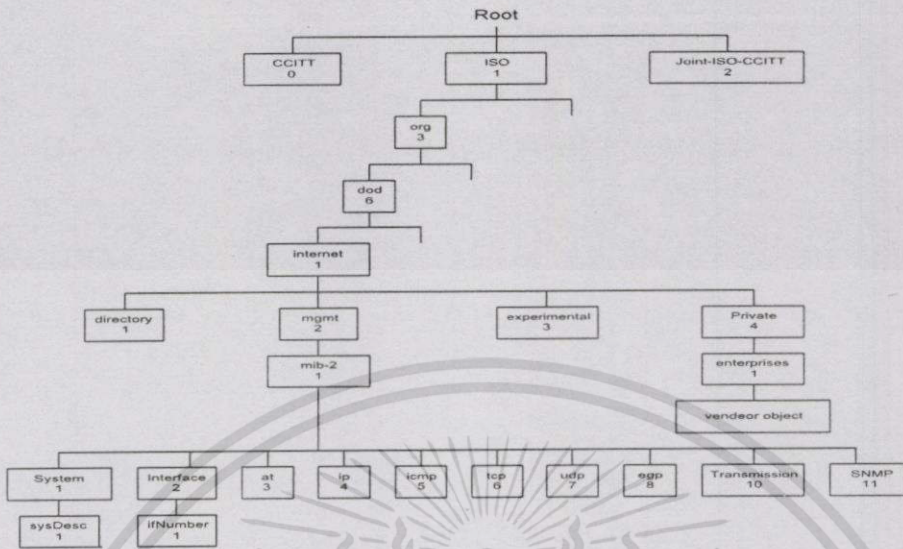 Root
CCITT
0
ISO
1
Joint-ISO-CCITT
2
org
3
dod
6
internet
1
directory
1
mgmt
2
experimental
3
Private
4
mib-2
1
enterprises
1
vendeor object
System
1
Interface
2
at
3
ip
4
icmp
5
tcp
6
udp
7
egp
8
Transmission
10
SNMP
11
sysDesc
1
ifNumber
1